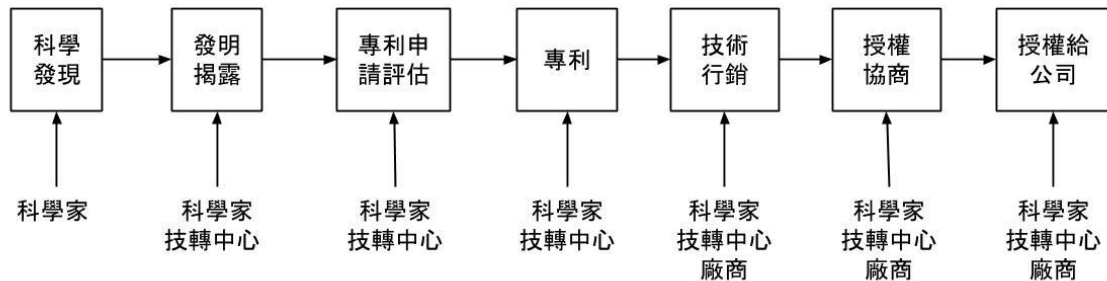 科學
發現
發明
揭露
專利申
請評估
專利
技術
行銷
授權
協商
授權給
公司
科學家
科學家
技轉中心
科學家
技轉中心
科學家
技轉中心
科學家
技轉中心
廠商
科學家
技轉中心
廠商
科學家
技轉中心
廠商